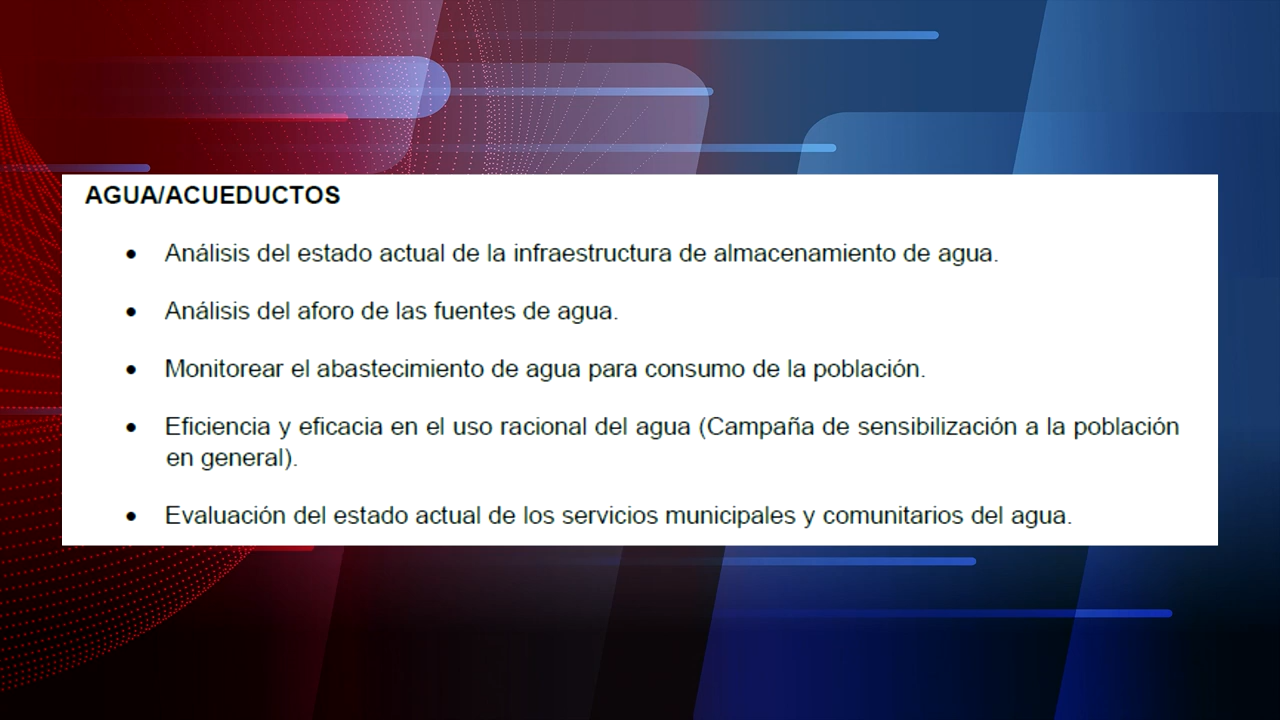 AGUA/ACUEDUCTOS
• Análisis del estado actual de la infraestructura de almacenamiento de agua.
• Análisis del aforo de las fuentes de agua.
• Monitorear el abastecimiento de agua para consumo de la población.
• Eficiencia y eficacia en el uso racional del agua (Campaña de sensibilización a la población
en general).
• Evaluación del estado actual de los servicios municipales y comunitarios del agua.